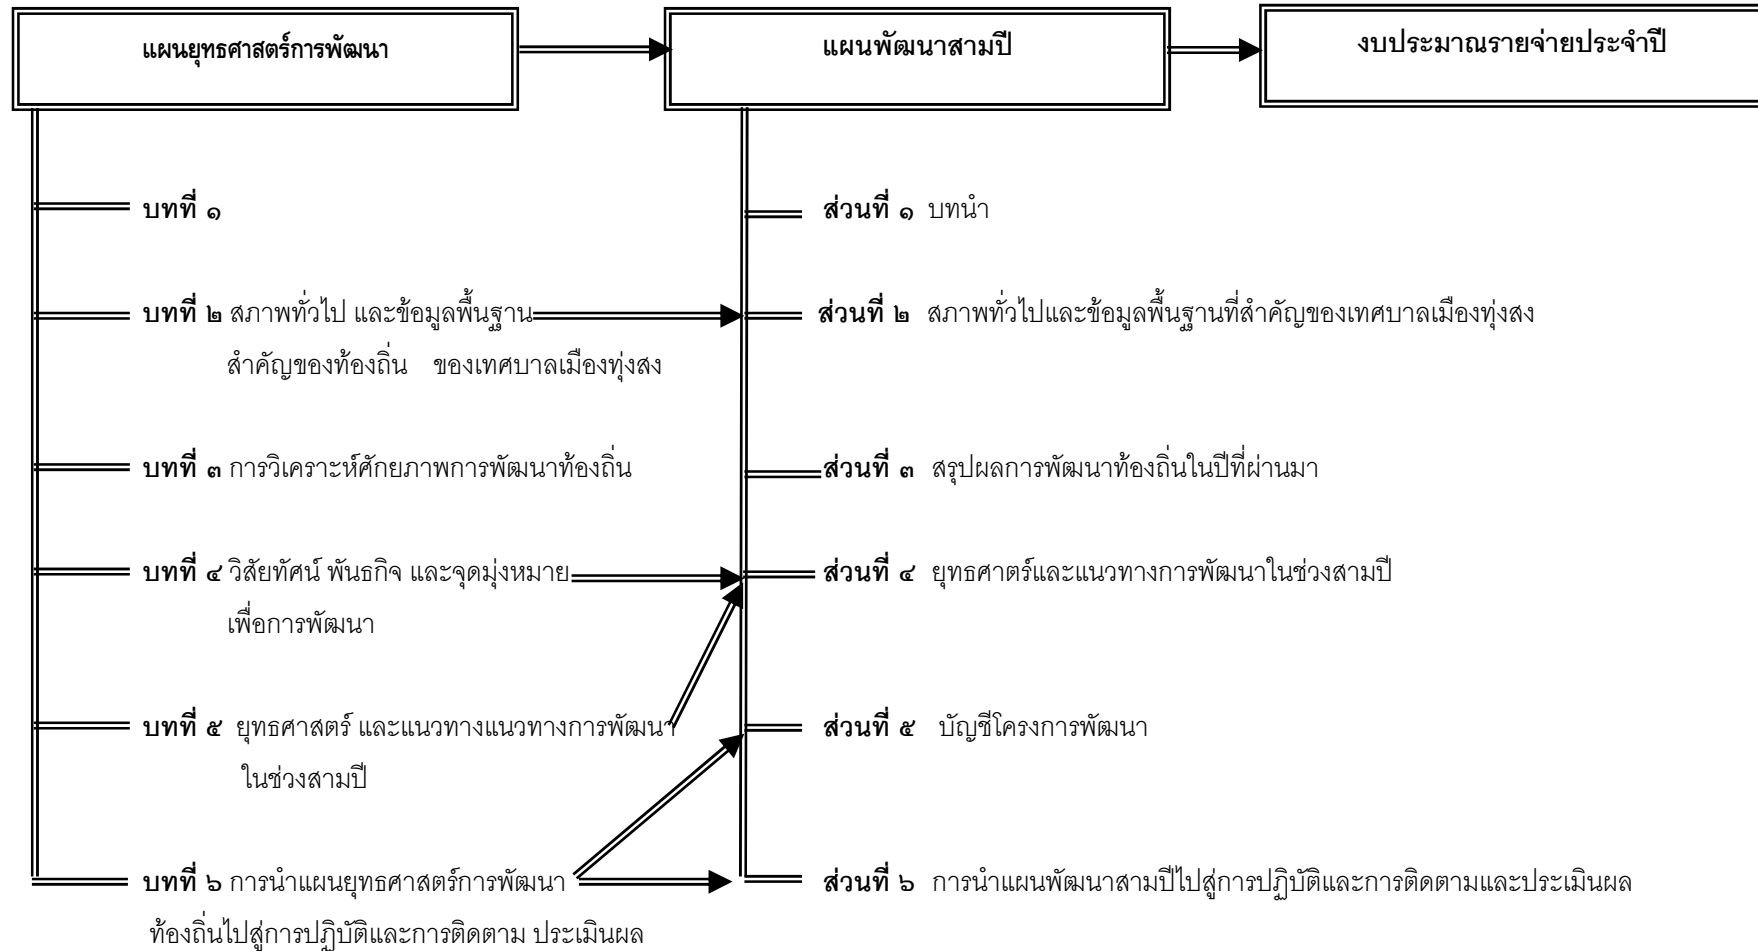 แผนยุทธศาสตร์การพัฒนา
แผนพัฒนาสามปี
งบประมาณรายจ่ายประจำปี
บทที่ ๑
ส่วนที่ ๑ บทนำ
บทที่ ๒ สภาพทั่วไป และข้อมูลพื้นฐาน
สำคัญของท้องถิ่น ของเทศบาลเมืองทุ่งสง
ส่วนที่ ๒ สภาพทั่วไปและข้อมูลพื้นฐานที่สำคัญของเทศบาลเมืองทุ่งสง
บทที่ ๓ การวิเคราะห์ศักยภาพการพัฒนาท้องถิ่น
ส่วนที่ ๓ สรุปผลการพัฒนาท้องถิ่นในปีที่ผ่านมา
บทที่ ๔ วิสัยทัศน์ พันธกิจ และจุดมุ่งหมาย
เพื่อการพัฒนา
ส่วนที่ ๔ ยุทธศาตร์และแนวทางการพัฒนาในช่วงสามปี
บทที่ ๕ ยุทธศาสตร์ และแนวทางแนวทางการพัฒนา
ในช่วงสามปี
ส่วนที่ ๕ บัญชีโครงการพัฒนา
บทที่ ๖ การนำแผนยุทธศาสตร์การพัฒนา
ท้องถิ่นไปสู่การปฏิบัติและการติดตาม ประเมินผล
ส่วนที่ ๖ การนำแผนพัฒนาสามปีไปสู่การปฏิบัติและการติดตามและประเมินผล